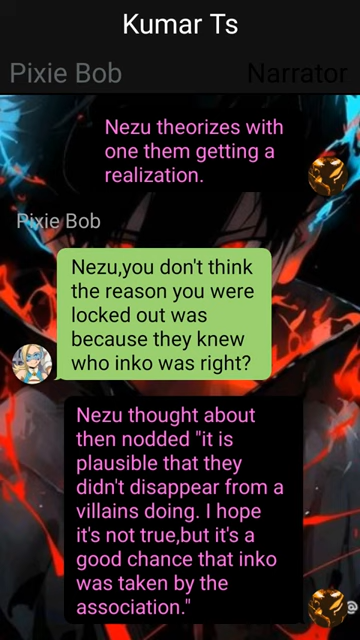 Kumar Ts
Pixie Bob
Narrator
Nezu theorizes with
one them getting a
realization.
Pixie Bob
Nezu,you don't think
the reason you were
locked out was
because they knew
who inko was right?
Nezu thought about
then nodded "it is
plausible that they
didn't disappear from a
villains doing. I hope
it's not true,but it's a
good chance that inko
was taken by the
association."
@